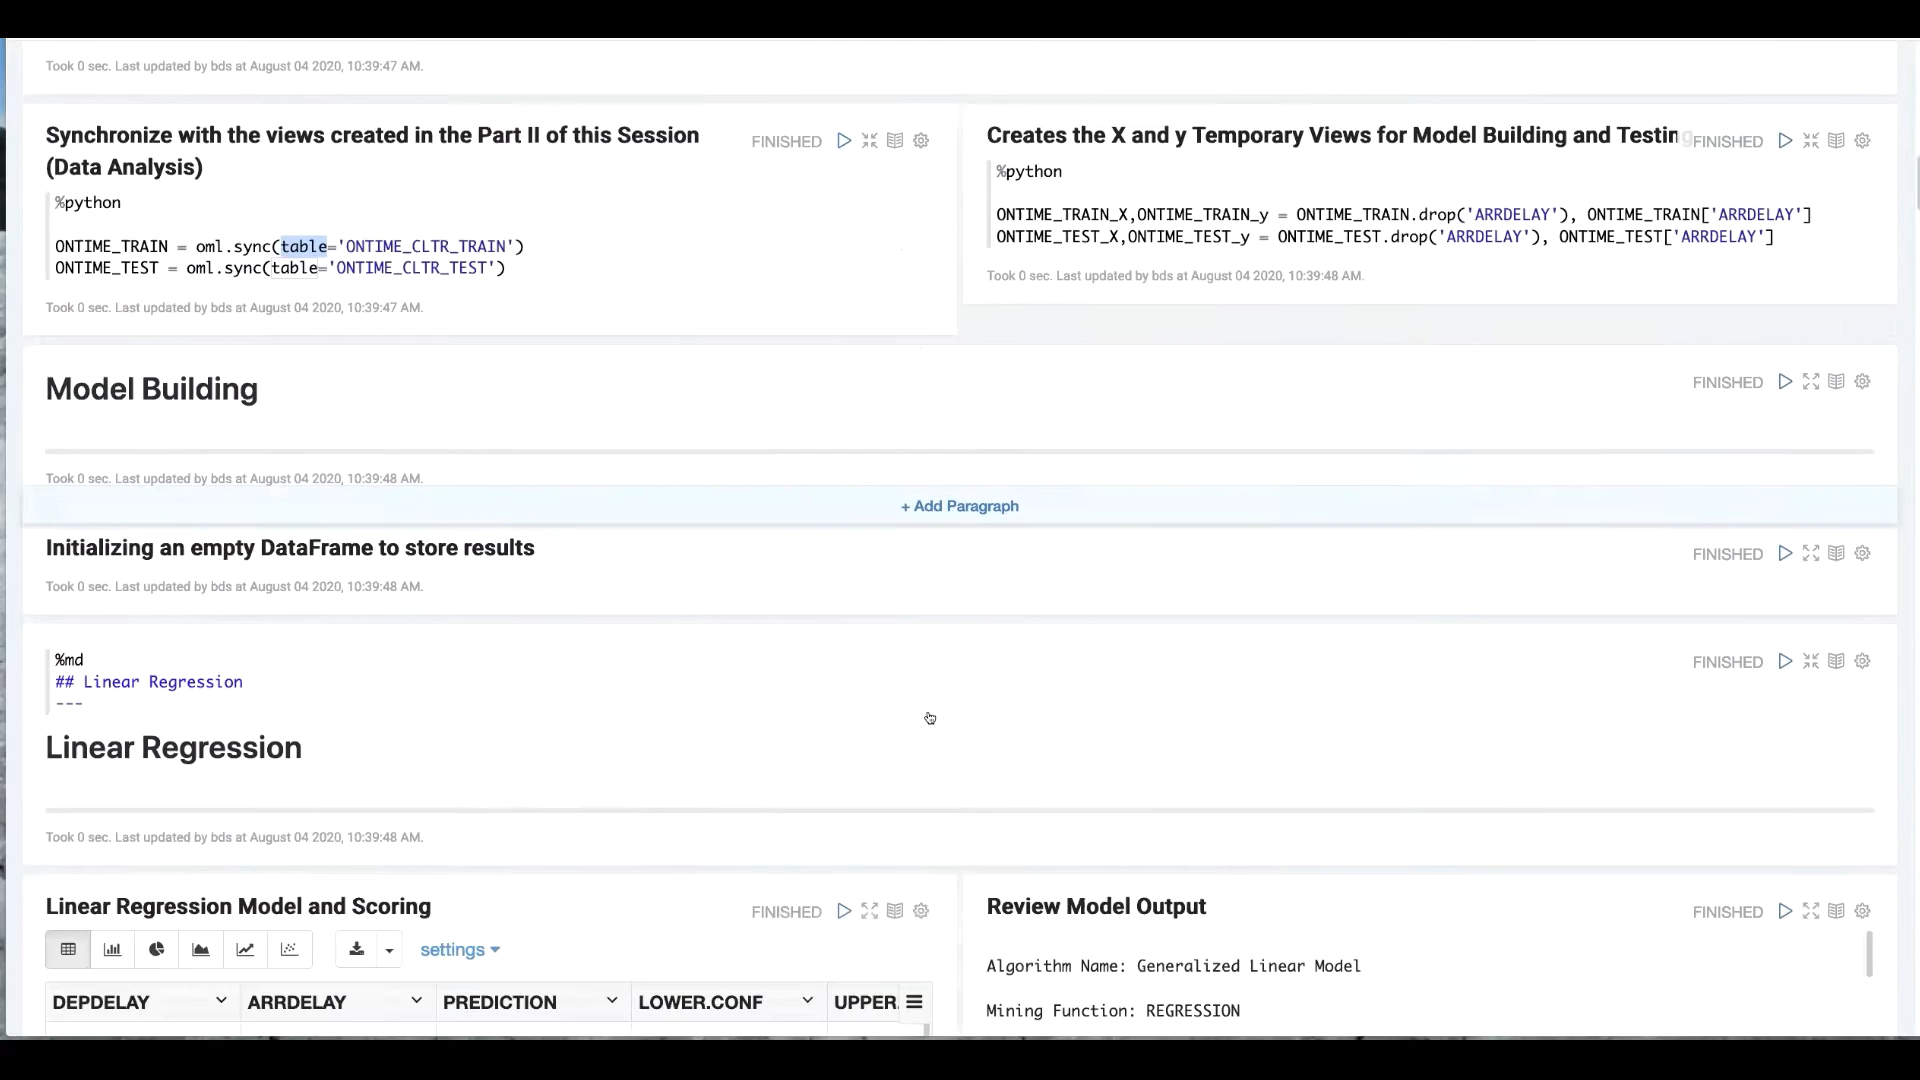 Took 0 sec. Last updated by bds at August 04 2020, 10:39:47 AM.
Synchronize with the views created in the Part II of this Session
(Data Analysis)
FINISHED
%python
ONTIME_TRAIN = oml.sync(table='ONTIME_CLTR_TRAIN')
ONTIME_TEST = oml.sync(table='ONTIME_CLTR_TEST')
Took 0 sec. Last updated by bds at August 04 2020, 10:39:47 AM.
Creates the X and y Temporary Views for Model Building and Testing
FINISHED
%python
ONTIME_TRAIN_X,ONTIME_TRAIN_y = ONTIME_TRAIN.drop('ARRDELAY'), ONTIME_TRAIN['ARRDELAY']
ONTIME_TEST_X,ONTIME_TEST_y = ONTIME_TEST.drop('ARRDELAY'), ONTIME_TEST['ARRDELAY']
Took 0 sec. Last updated by bds at August 04 2020, 10:39:48 AM.
Model Building
FINISHED
Took 0 sec. Last updated by bds at August 04 2020, 10:39:48 AM.
+ Add Paragraph
Initializing an empty DataFrame to store results
FINISHED
Took 0 sec. Last updated by bds at August 04 2020, 10:39:48 AM.
%md
## Linear Regression
---
FINISHED
Linear Regression
Took 0 sec. Last updated by bds at August 04 2020, 10:39:48 AM.
Linear Regression Model and Scoring
FINISHED
settings
DEPDELAY ARRDELAY PREDICTION LOWER.CONF UPPER.
Review Model Output
FINISHED
Algorithm Name: Generalized Linear Model
Mining Function: REGRESSION